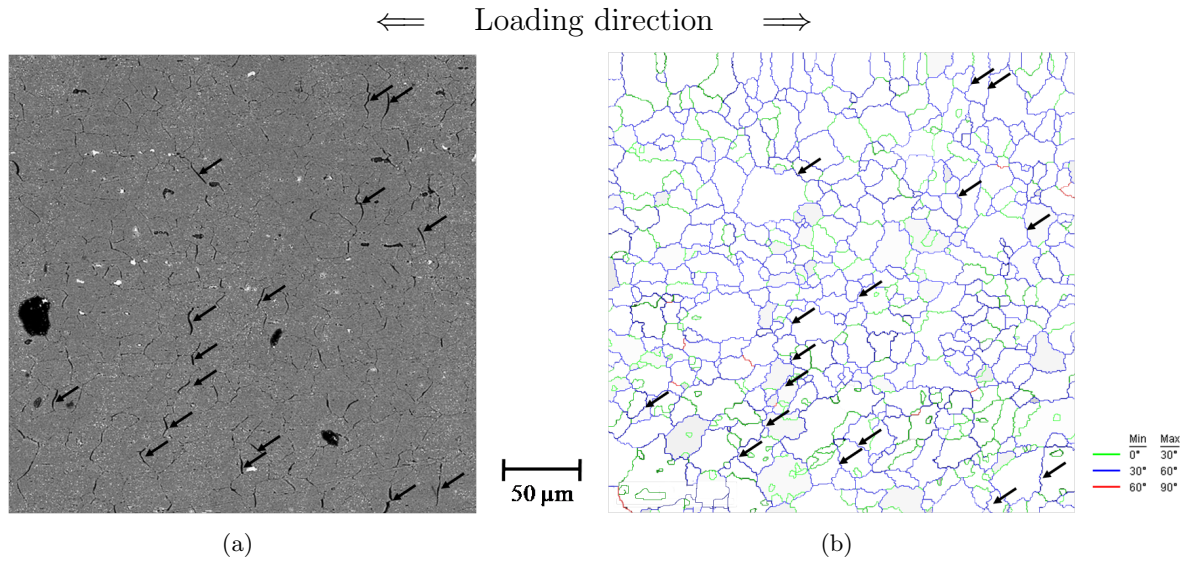 ⇐ Loading direction ⇒
50 µm
Min Max
0° 30°
30° 60°
60° 90°
(a)
(b)